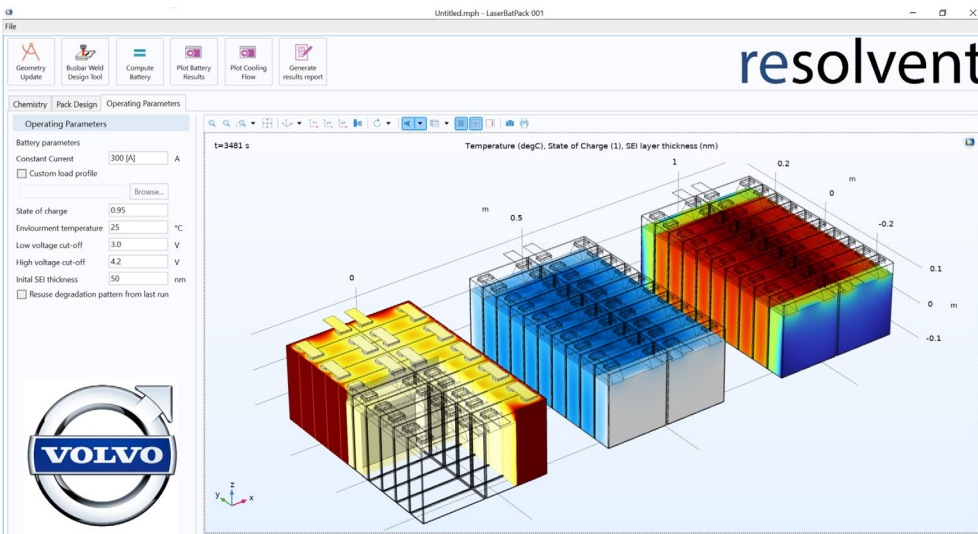 Untitled.mph - LaserBatPack 001
File
Geometry Update
Busbar Weld Design Tool
Compute Battery
Plot Battery Results
Plot Cooling Flow
Generate results report
resolvent
Chemistry Pack Design Operating Parameters
Operating Parameters
Battery parameters
Constant Current 300 [A] A
Custom load profile
Browse...
State of charge 0.95
Enviourment temperature 25 °C
Low voltage cut-off 3.0 V
High voltage cut-off 4.2 V
Inital SEI thickness 50 nm
Resuse degradation pattern from last run
VOLVO
t=3481 s
Temperature (degC), State of Charge (1), SEI layer thickness (nm)
1
0.2
m
0
m
0.5
-0.2
0
0.1
0 m
-0.1
z
y
x